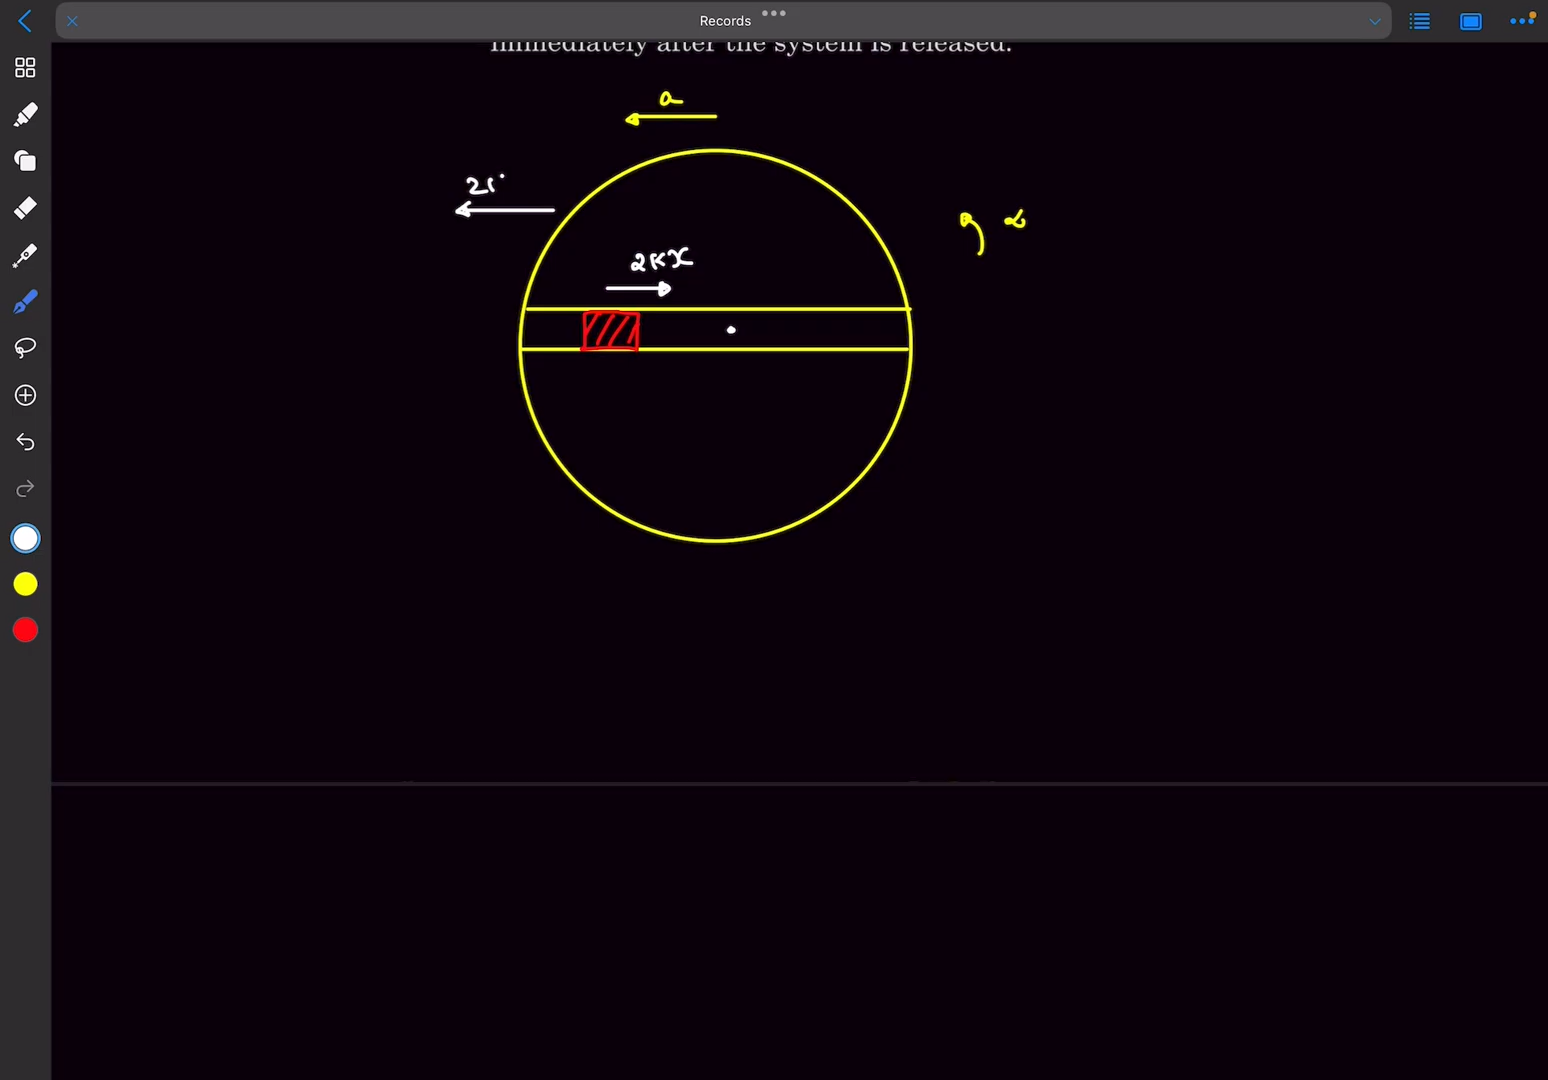 Records
immediately after the system is released.
a
2KX
α